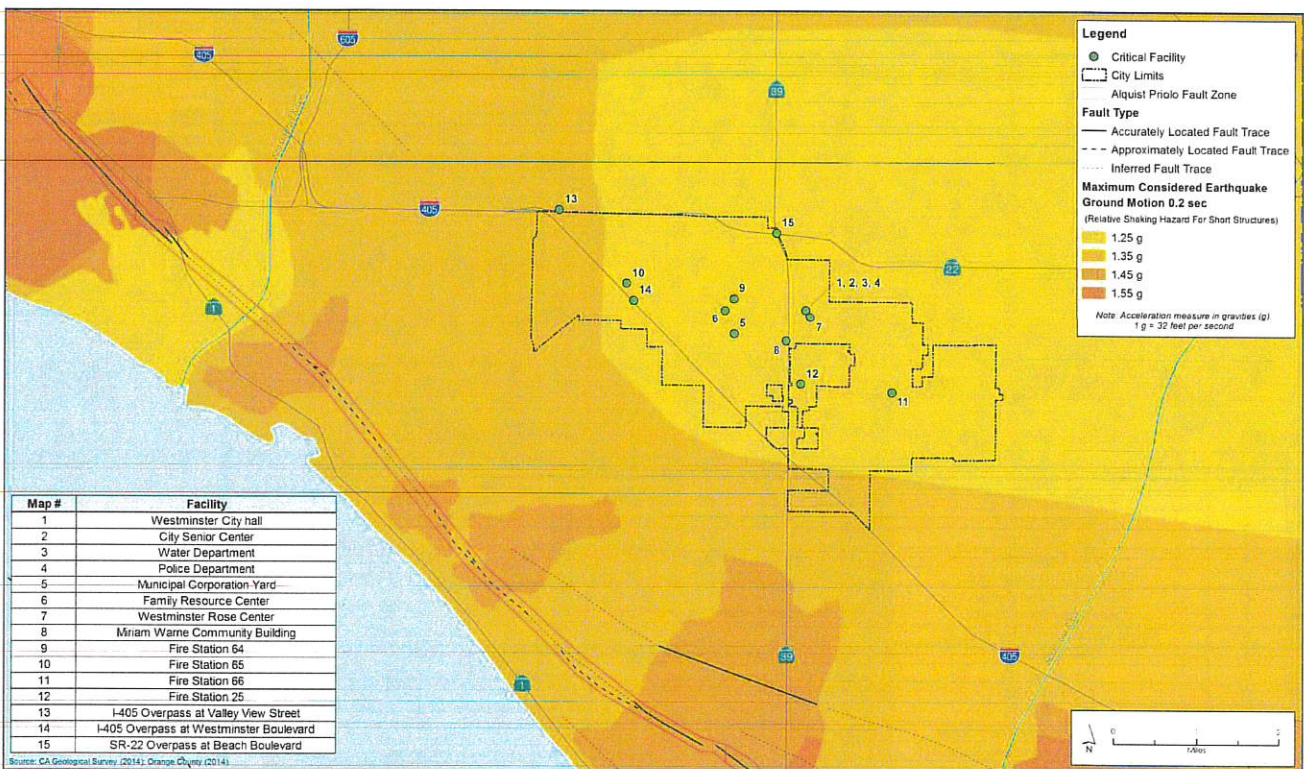 405
605
39
Legend
Critical Facility
City Limits
Alquist Priolo Fault Zone
Fault Type
Accurately Located Fault Trace
Approximately Located Fault Trace
Inferred Fault Trace
Maximum Considered Earthquake
Ground Motion 0.2 sec
(Relative Shaking Hazard For Short Structures)
1.25 g
1.35 g
1.45 g
1.55 g
Note: Acceleration measure in gravities (g)
1 g = 32 feet per second
405
13
15
22
10
14
9
6
5
1, 2, 3, 4
7
8
12
11
1
Map # Facility
1 Westminster City hall
2 City Senior Center
3 Water Department
4 Police Department
5 Municipal Corporation Yard
6 Family Resource Center
7 Westminster Rose Center
8 Miriam Warne Community Building
9 Fire Station 64
10 Fire Station 65
11 Fire Station 66
12 Fire Station 25
13 I-405 Overpass at Valley View Street
14 I-405 Overpass at Westminster Boulevard
15 SR-22 Overpass at Beach Boulevard
Source: CA Geological Survey (2014); Orange County (2014)
1
39
405
N
0 1 2
Miles